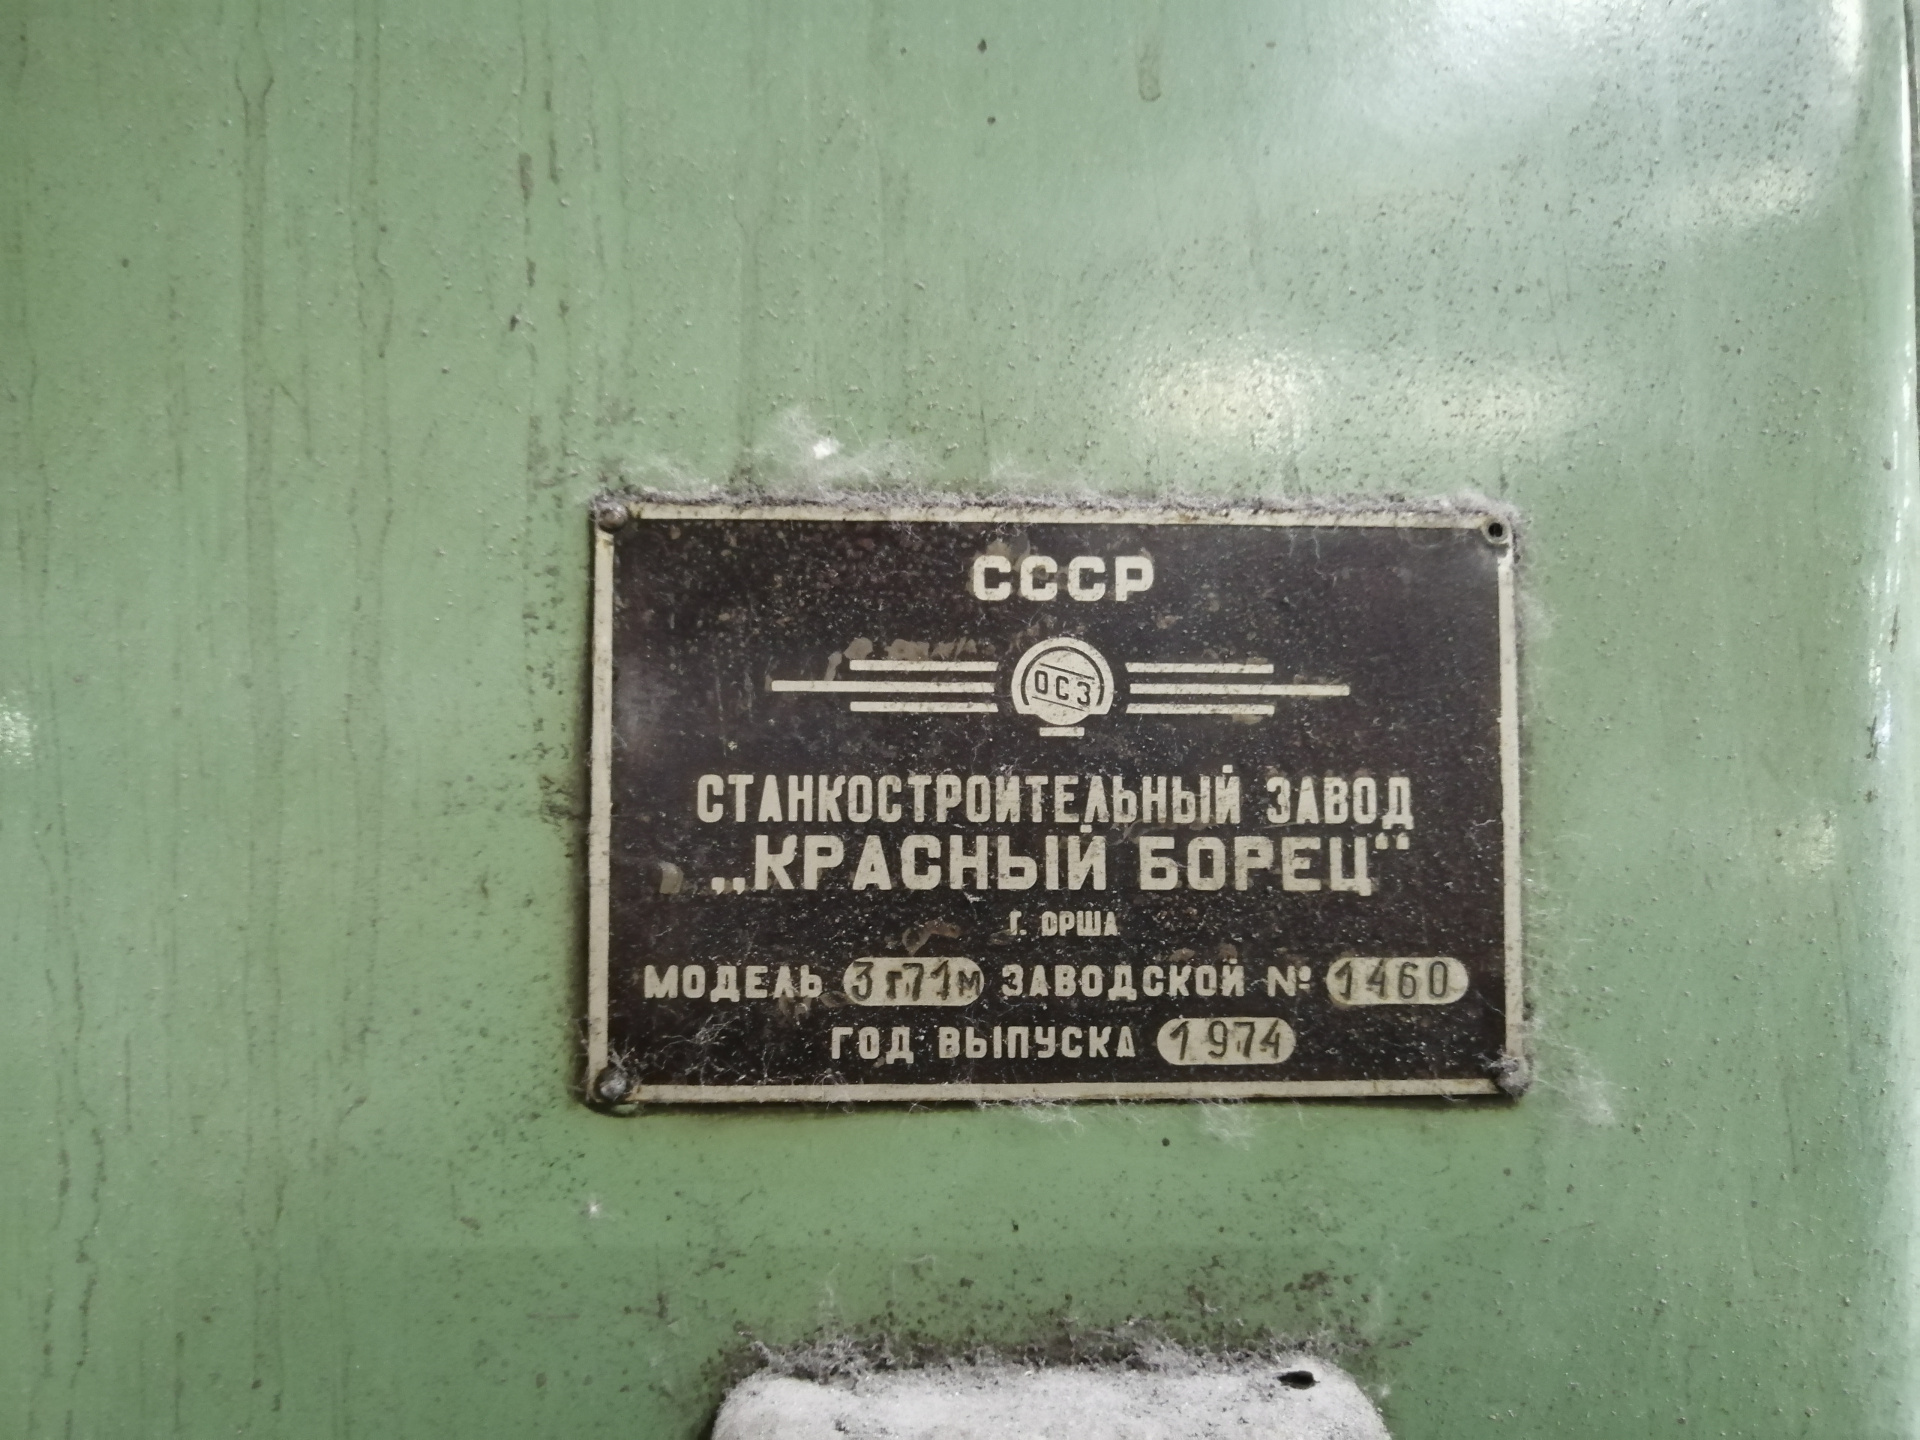 СССР
ОСЗ
СТАНКОСТРОИТЕЛЬНЫЙ ЗАВОД
„КРАСНЫЙ БОРЕЦ“
Г. ОРША
МОДЕЛЬ 3г71м ЗАВОДСКОЙ № 1460
ГОД ВЫПУСКА 1974